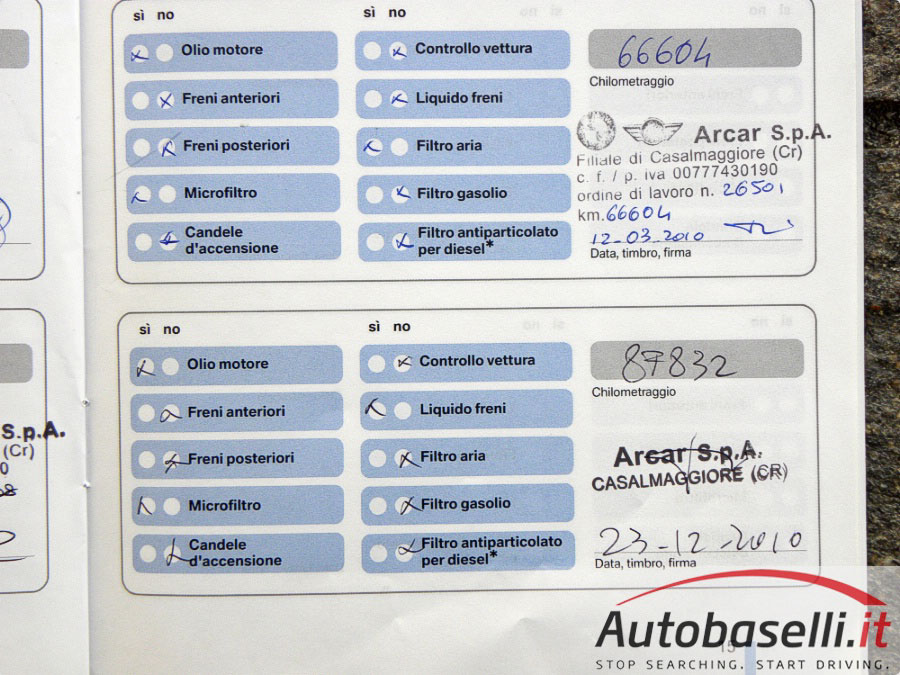 sì no
Olio motore
Freni anteriori
Freni posteriori
Microfiltro
Candele
d'accensione
sì no
Controllo vettura
Liquido freni
Filtro aria
Filtro gasolio
Filtro antiparticolato
per diesel*
66604
Chilometraggio
Arcar S.p.A.
Filiale di Casalmaggiore (Cr)
c. f. / p. iva 00777430190
ordine di lavoro n. 26501
km. 66604
12-03-2010
Data, timbro, firma
sì no
Olio motore
Freni anteriori
Freni posteriori
Microfiltro
Candele
d'accensione
sì no
Controllo vettura
Liquido freni
Filtro aria
Filtro gasolio
Filtro antiparticolato
per diesel*
87832
Chilometraggio
Arcar S.p.A.
CASALMAGGIORE (CR)
23-12-2010
Data, timbro, firma
S.p.A.
(Cr)
15
Autobaselli.it
STOP SEARCHING. START DRIVING.